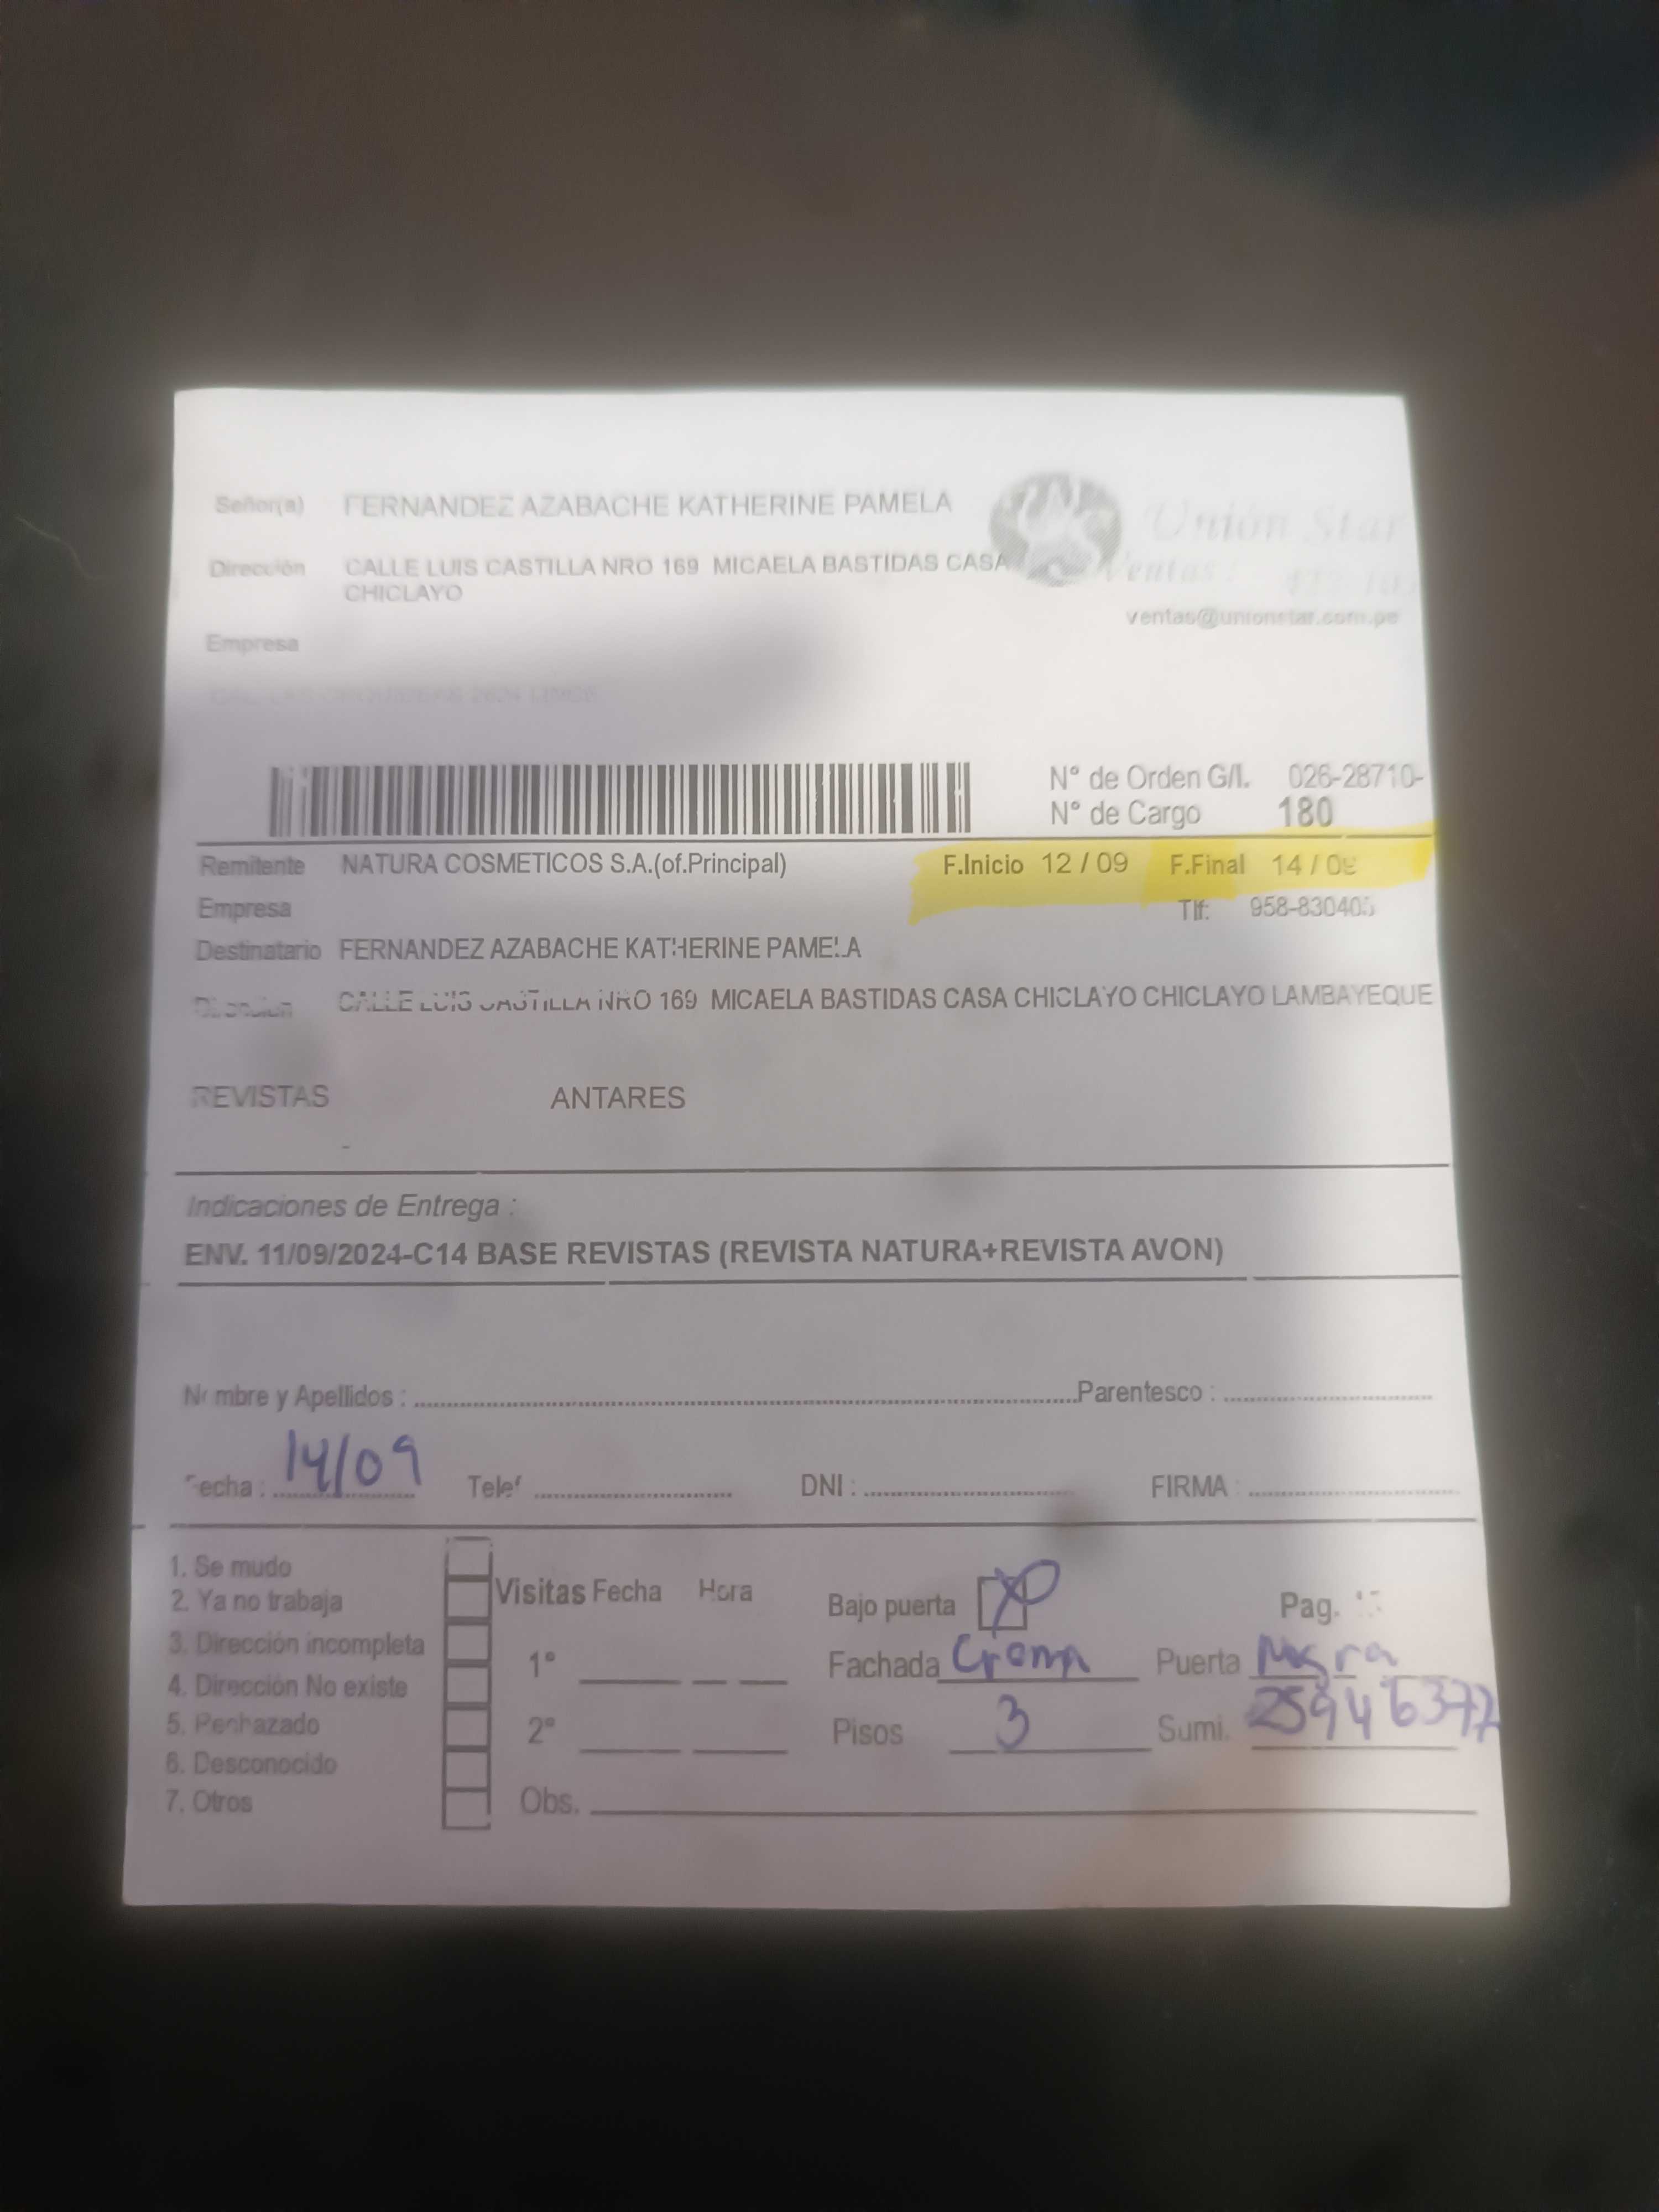 Señor(a) FERNANDEZ AZABACHE KATHERINE PAMELA
Unión Star
Dirección CALLE LUIS CASTILLA NRO 169 MICAELA BASTIDAS CASA
Ventas
CHICLAYO
ventas@unionstar.com.pe
Empresa
N° de Orden G/I. 026-28710-
N° de Cargo 180
Remitente NATURA COSMETICOS S.A.(of.Principal) F.Inicio 12 / 09 F.Final 14 / 09
Empresa Tlf: 958-830405
Destinatario FERNANDEZ AZABACHE KATHERINE PAMELA
Dirección CALLE LUIS CASTILLA NRO 169 MICAELA BASTIDAS CASA CHICLAYO CHICLAYO LAMBAYEQUE
REVISTAS ANTARES
-
Indicaciones de Entrega :
ENV. 11/09/2024-C14 BASE REVISTAS (REVISTA NATURA+REVISTA AVON)
Nombre y Apellidos : Parentesco :
Fecha : 14/09 Telef DNI : FIRMA :
1. Se mudo
2. Ya no trabaja
3. Dirección incompleta
4. Dirección No existe
5. Rechazado
6. Desconocido
7. Otros
Visitas Fecha Hora
1°
2°
Obs.
Bajo puerta Pag.
Fachada Crema Puerta Negra
Pisos 3 Sumi. 25946377